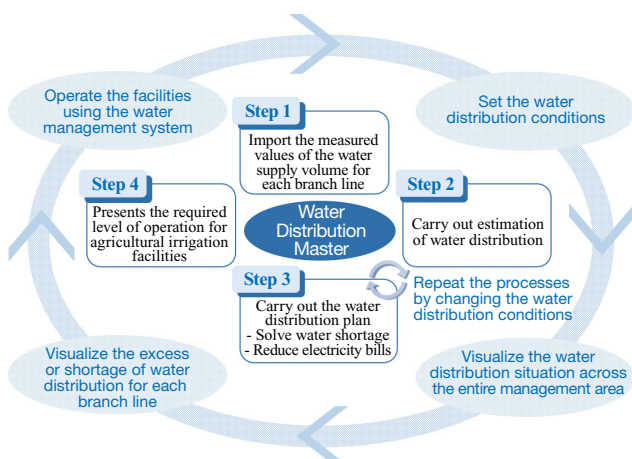 Operate the facilities
using the water
management system
Set the water
distribution conditions
Step 1
Import the measured
values of the water
supply volume for
each branch line
Step 4
Presents the required
level of operation for
agricultural irrigation
facilities
Water
Distribution
Master
Step 2
Carry out estimation
of water distribution
Step 3
Carry out the water
distribution plan
- Solve water shortage
- Reduce electricity bills
Repeat the processes
by changing the water
distribution conditions
Visualize the excess
or shortage of water
distribution for each
branch line
Visualize the water
distribution situation across
the entire management area